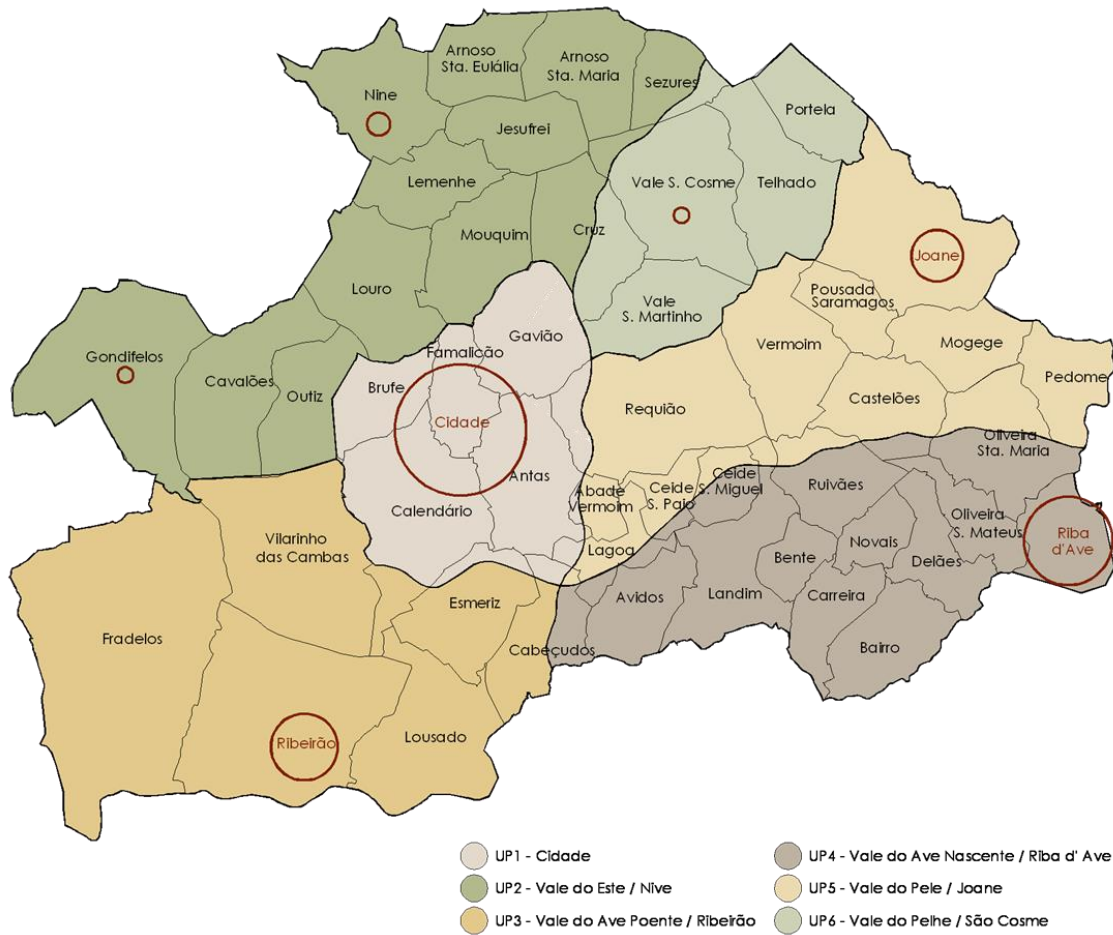 Arnoso
Sta. Eulália
Arnoso
Sta. Maria
Sezures
Nine
Portela
Jesufrei
Lemenhe
Vale S. Cosme
Telhado
Mouquim
Cruz
Joane
Louro
Pousada
Saramagos
Vale
S. Martinho
Gavião
Vermoim
Mogege
Famalicão
Gondifelos
Pedome
Cavalões
Brufe
Outiz
Castelões
Requião
Cidade
Oliveira
Sta. Maria
Antas
Ceide
S. Miguel
Ruivães
Abade
Vermoim
Ceide
S. Paio
Calendário
Oliveira
S. Mateus
Riba
d'Ave
Vilarinho
das Cambas
Novais
Lagoa
Bente
Delães
Esmeriz
Avidos
Landim
Carreira
Fradelos
Cabeçudos
Bairro
Ribeirão
Lousado
UP1 - Cidade
UP2 - Vale do Este / Nive
UP3 - Vale do Ave Poente / Ribeirão
UP4 - Vale do Ave Nascente / Riba d' Ave
UP5 - Vale do Pele / Joane
UP6 - Vale do Pelhe / São Cosme